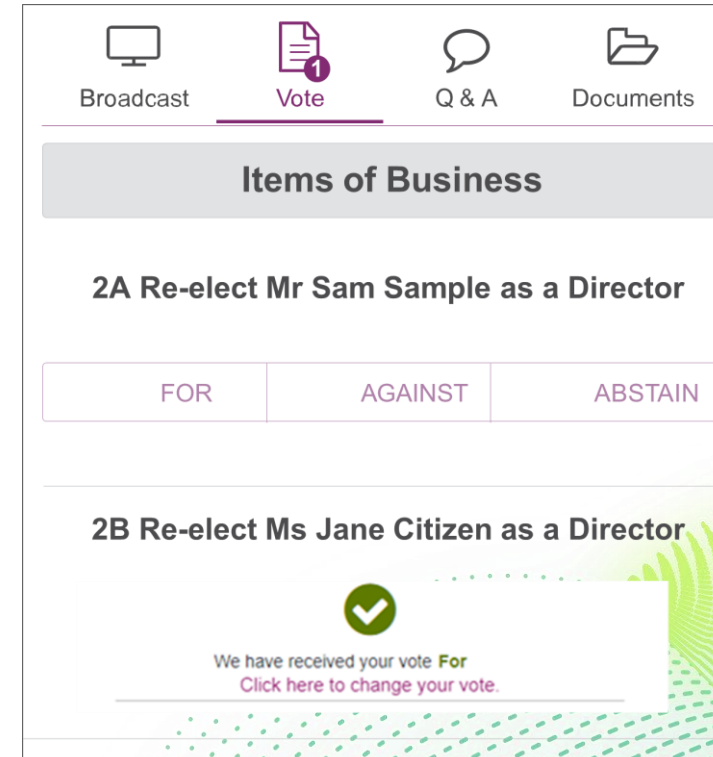 1
Broadcast Vote Q & A Documents
Items of Business
2A Re-elect Mr Sam Sample as a Director
FOR AGAINST ABSTAIN
2B Re-elect Ms Jane Citizen as a Director
We have received your vote For
Click here to change your vote.